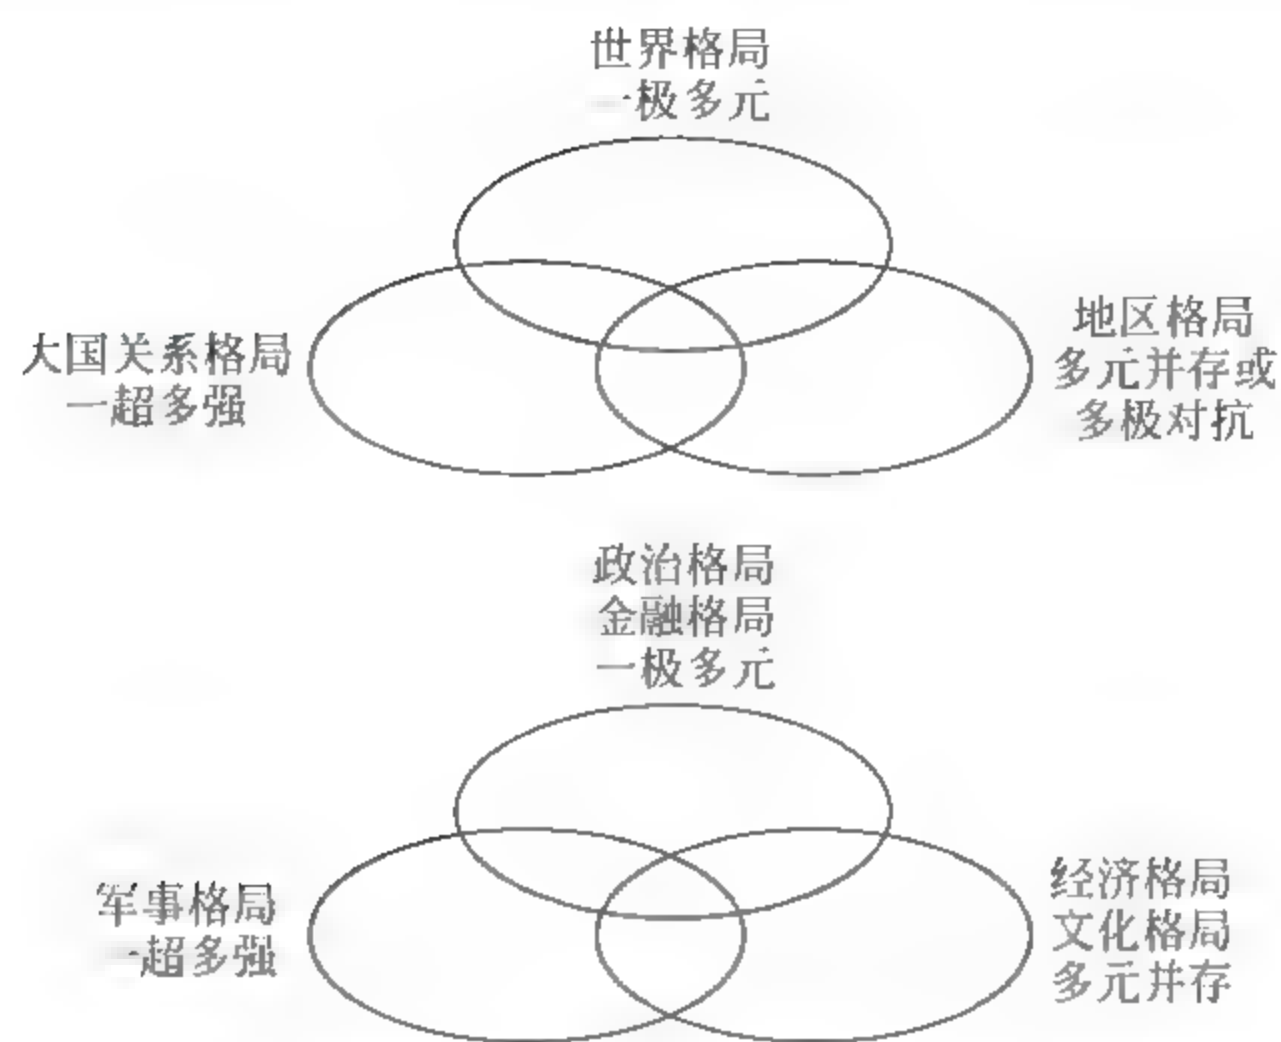 世界格局
一极多元
大国关系格局
一超多强
地区格局
多元并存或
多极对抗
政治格局
金融格局
一极多元
军事格局
一超多强
经济格局
文化格局
多元并存